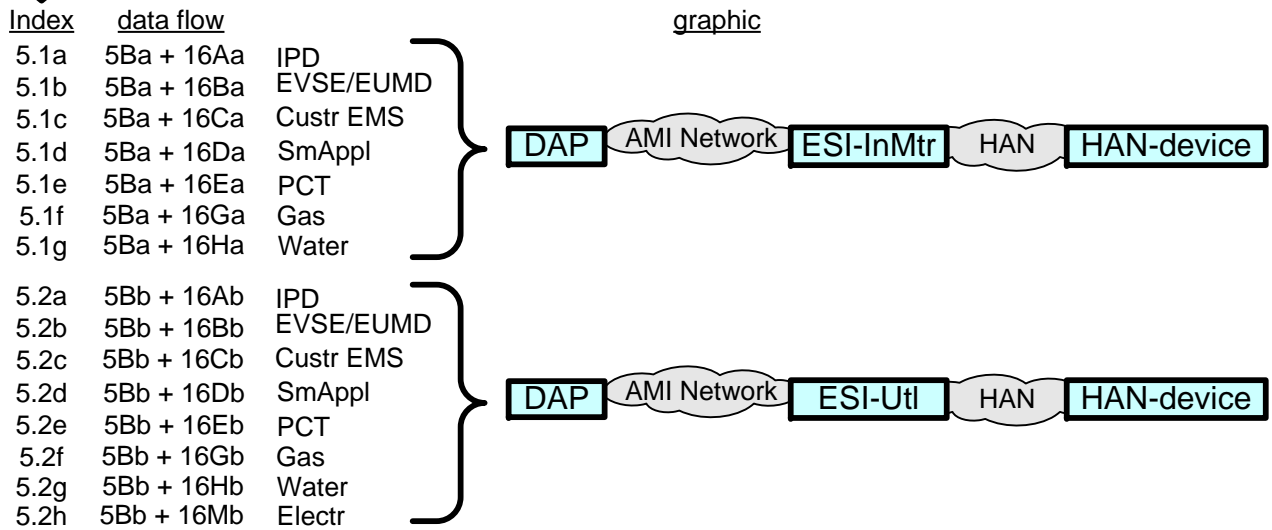 Index data flow graphic
5.1a 5Ba + 16Aa IPD
5.1b 5Ba + 16Ba EVSE/EUMD
5.1c 5Ba + 16Ca Custr EMS
5.1d 5Ba + 16Da SmAppl
5.1e 5Ba + 16Ea PCT
5.1f 5Ba + 16Ga Gas
5.1g 5Ba + 16Ha Water
DAP AMI Network ESI-InMtr HAN HAN-device
5.2a 5Bb + 16Ab IPD
5.2b 5Bb + 16Bb EVSE/EUMD
5.2c 5Bb + 16Cb Custr EMS
5.2d 5Bb + 16Db SmAppl
5.2e 5Bb + 16Eb PCT
5.2f 5Bb + 16Gb Gas
5.2g 5Bb + 16Hb Water
5.2h 5Bb + 16Mb Electr
DAP AMI Network ESI-Utl HAN HAN-device